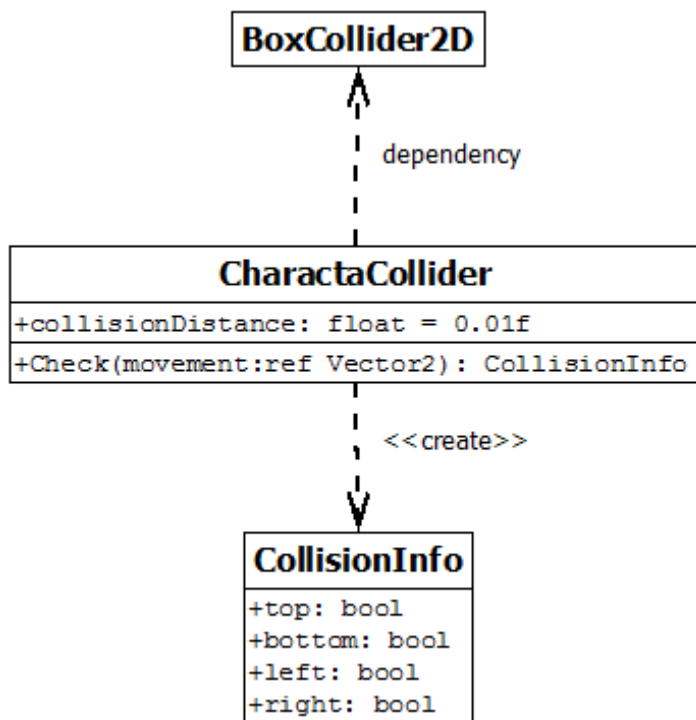 BoxCollider2D
dependency
CharactaCollider
+collisionDistance: float = 0.01f
+Check(movement:ref Vector2): CollisionInfo
<<create>>
CollisionInfo
+top: bool
+bottom: bool
+left: bool
+right: bool